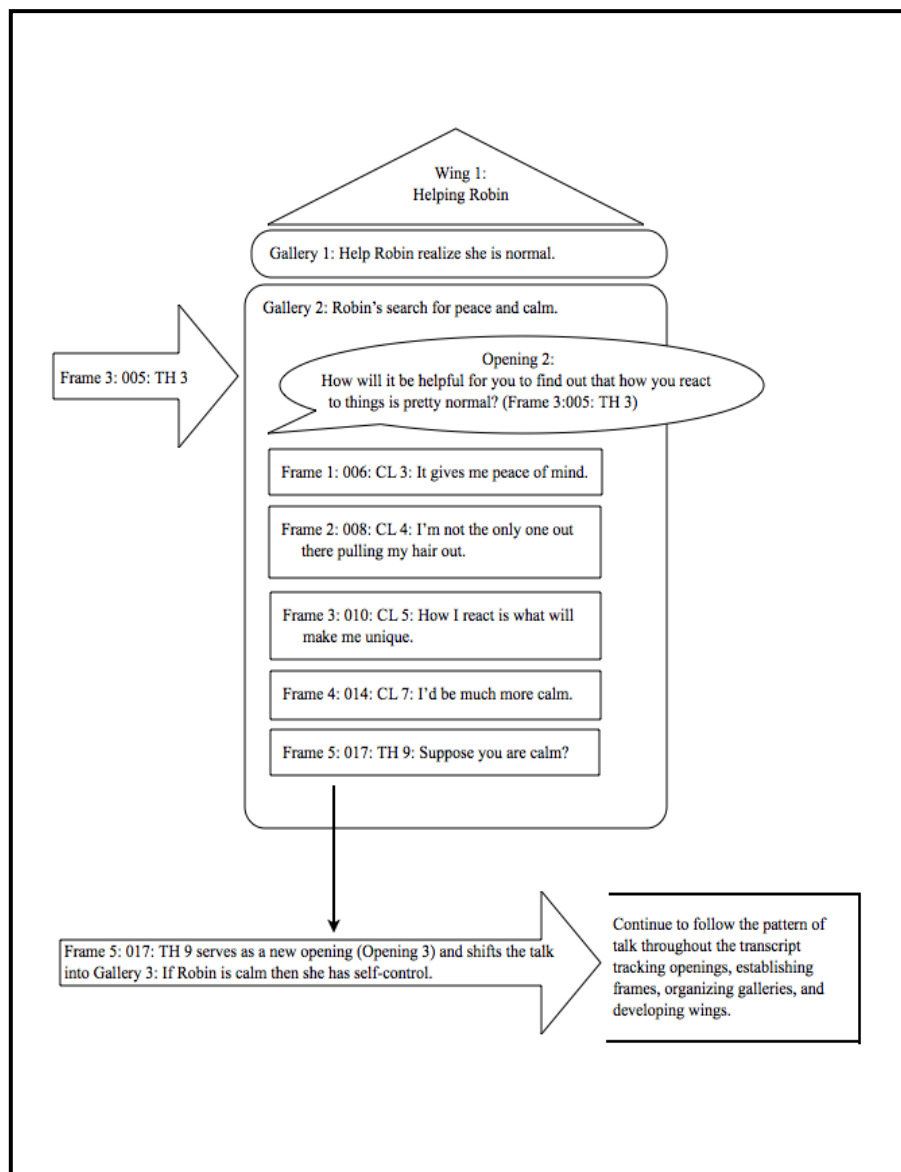 Wing 1:
Helping Robin
Gallery 1: Help Robin realize she is normal.
Gallery 2: Robin’s search for peace and calm.
Frame 3: 005: TH 3
Opening 2:
How will it be helpful for you to find out that how you react
to things is pretty normal? (Frame 3:005: TH 3)
Frame 1: 006: CL 3: It gives me peace of mind.
Frame 2: 008: CL 4: I’m not the only one out
there pulling my hair out.
Frame 3: 010: CL 5: How I react is what will
make me unique.
Frame 4: 014: CL 7: I’d be much more calm.
Frame 5: 017: TH 9: Suppose you are calm?
Frame 5: 017: TH 9 serves as a new opening (Opening 3) and shifts the talk
into Gallery 3: If Robin is calm then she has self-control.
Continue to follow the pattern of
talk throughout the transcript
tracking openings, establishing
frames, organizing galleries, and
developing wings.